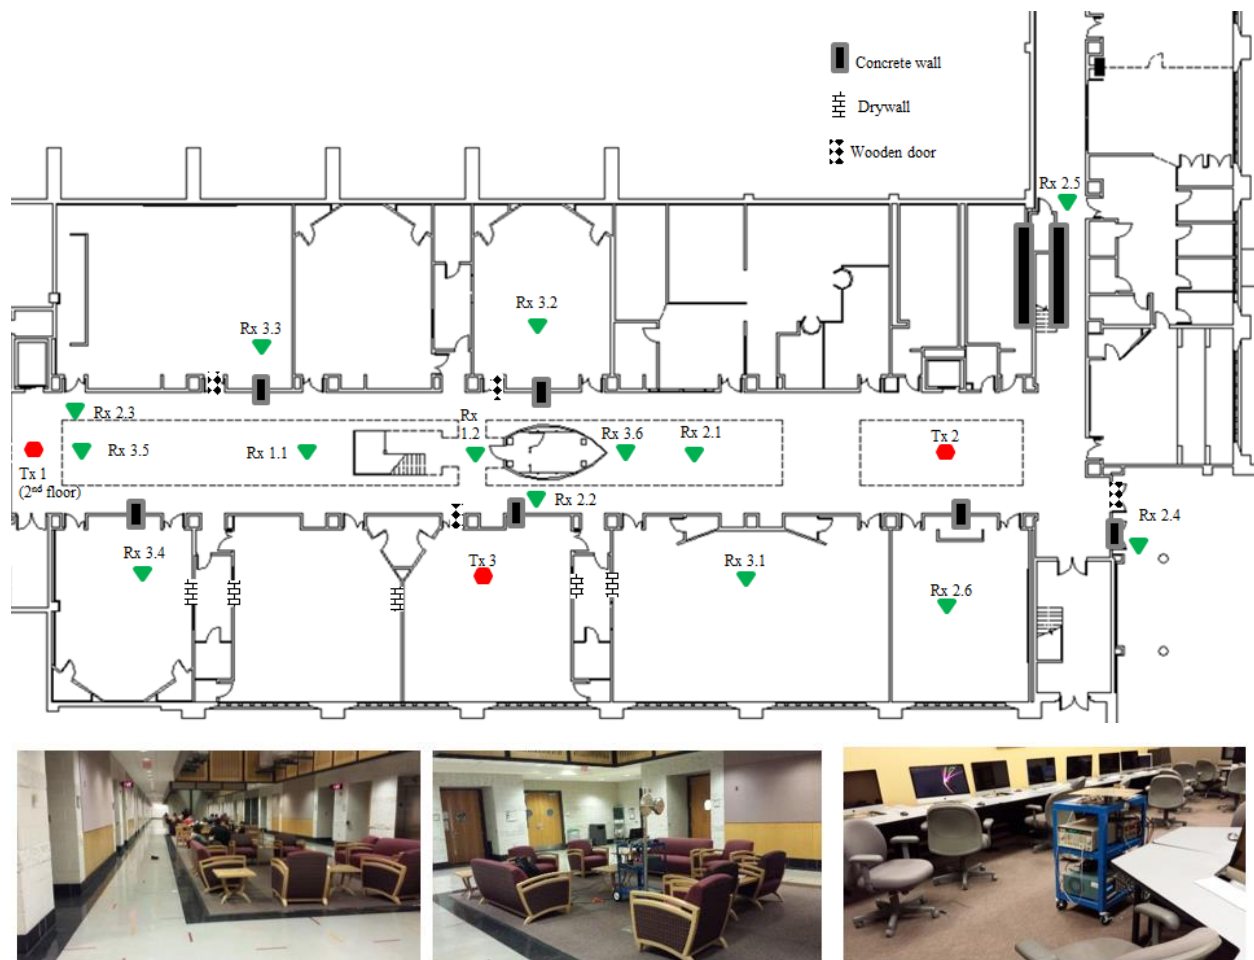 Concrete wall
Drywall
Wooden door
Rx 2.5
Rx 3.2
Rx 3.3
Rx 2.3
Rx
1.2
Rx 3.6
Rx 2.1
Tx 2
Rx 3.5
Rx 1.1
Tx 1
(2nd floor)
Rx 2.2
Rx 2.4
Rx 3.4
Tx 3
Rx 3.1
Rx 2.6